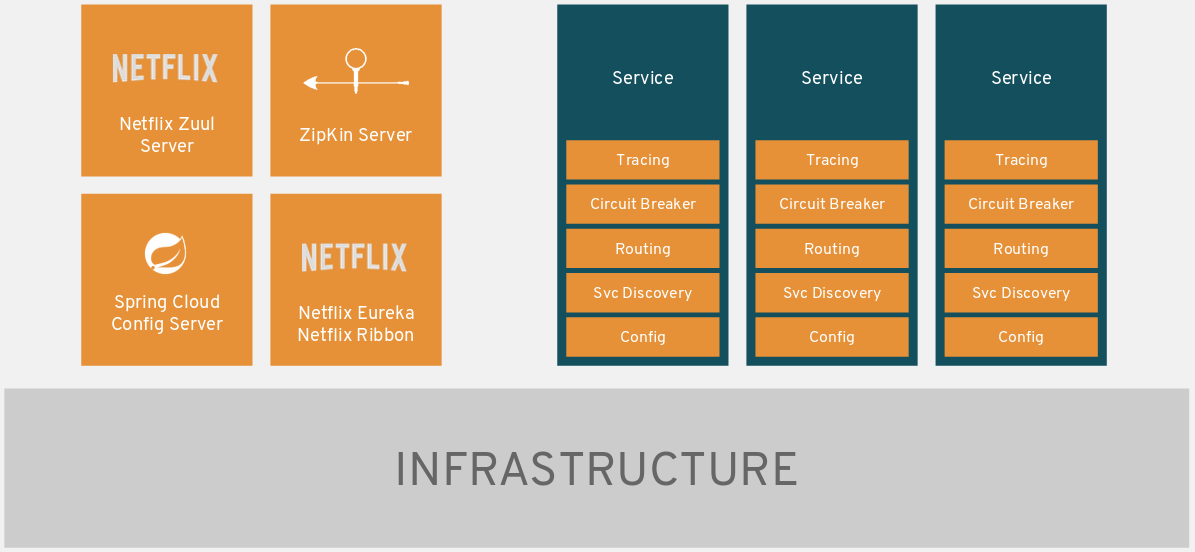 NETFLIX
Netflix Zuul
Server
ZipKin Server
Spring Cloud
Config Server
NETFLIX
Netflix Eureka
Netflix Ribbon
Service
Tracing
Circuit Breaker
Routing
Svc Discovery
Config
Service
Tracing
Circuit Breaker
Routing
Svc Discovery
Config
Service
Tracing
Circuit Breaker
Routing
Svc Discovery
Config
INFRASTRUCTURE